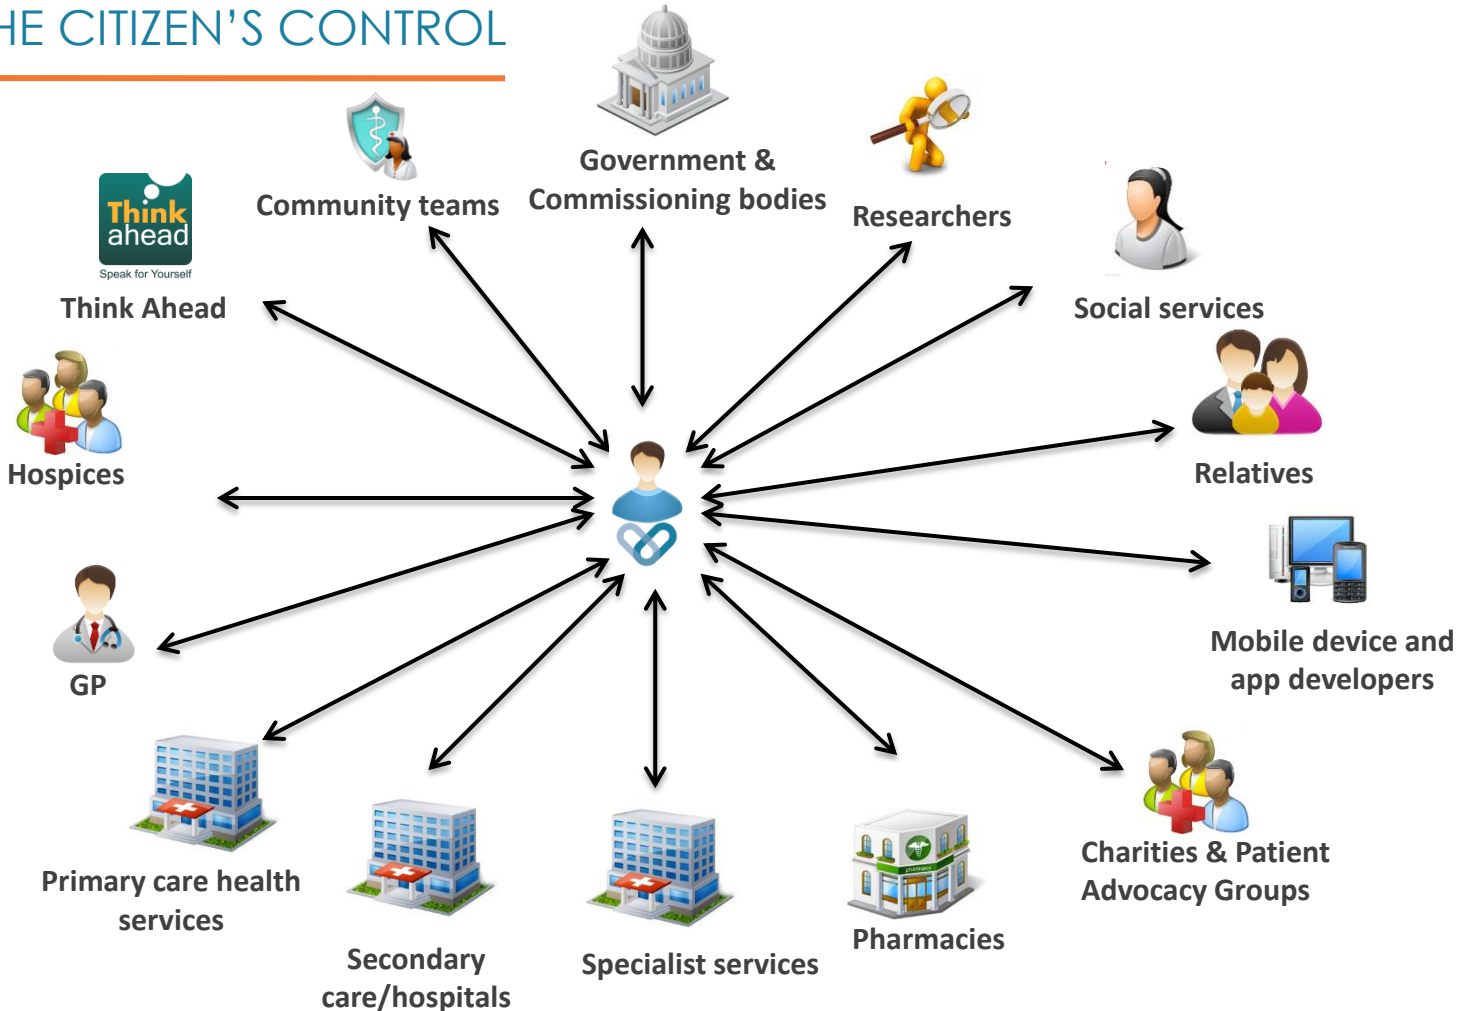 HE CITIZEN’S CONTROL
Government &
Commissioning bodies
Community teams
Researchers
Think
ahead
Speak for Yourself
Think Ahead
Social services
Hospices
Relatives
GP
Mobile device and
app developers
Primary care health
services
Secondary
care/hospitals
Specialist services
pharmacy
Pharmacies
Charities & Patient
Advocacy Groups